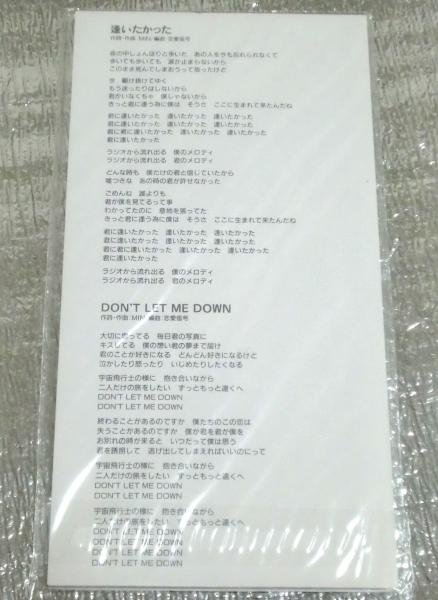 逢いたかった
作詞・作曲:MINI 編曲:恋愛信号
街の中しょんぼりと歩いた　あの人を今も忘れられなくて
歩いても歩いても　涙が止まらないから
このまま死んでしまおうって思ったけど
今　駆け抜けてゆく
もう迷ったりはしないから
君がいなくちゃ　僕じゃないから
きっと君に逢う為に僕は　そうさ　ここに生まれて来たんだね
君に逢いたかった　逢いたかった　逢いたかった
君に逢いたかった　逢いたかった　逢いたかった
君に君に逢いたかった　逢いたかった　逢いたかった
君に逢いたかった
ラジオから流れ出る　僕のメロディ
ラジオから流れ出る　君のメロディ
どんな時も　僕だけの君と信じていたから
嘘つきな　あの時の君が許せなかった
ごめんね　誰よりも
君が僕を見てるって事
わかってたのに　意地を張ってた
きっと君に逢う為に僕は　そうさ　ここに生まれて来たんだね
君に逢いたかった　逢いたかった　逢いたかった
君に逢いたかった　逢いたかった　逢いたかった
君に君に逢いたかった　逢いたかった　逢いたかった
君に逢いたかった
ラジオから流れ出る　僕のメロディ
ラジオから流れ出る　君のメロディ
DON'T LET ME DOWN
作詩・作曲:MINI 編曲:恋愛信号
大切に思ってる　毎日君の写真に
キスしてる　僕の想い君の夢まで届け
君のことが好きになる　どんどん好きになるけど
泣かしたり怒ったり　いじめたりしたくなる
宇宙飛行士の様に　抱き合いながら
二人だけの旅をしたい　ずっともっと遠くへ
DON'T LET ME DOWN
DON'T LET ME DOWN
終わることがあるのですか　僕たちのこの恋は
失うことがあるのですか　僕が君を君が僕を
お別れの時が来ると　いつだって僕は思う
君を誘拐して　逃げ出してしまえればいいのにって
宇宙飛行士の様に　抱き合いながら
二人だけの旅をしたい　ずっともっと遠くへ
DON'T LET ME DOWN
DON'T LET ME DOWN
宇宙飛行士の様に　抱き合いながら
二人だけの旅をしたい　ずっともっと遠くへ
DON'T LET ME DOWN
DON'T LET ME DOWN
DON'T LET ME DOWN
DON'T LET ME DOWN